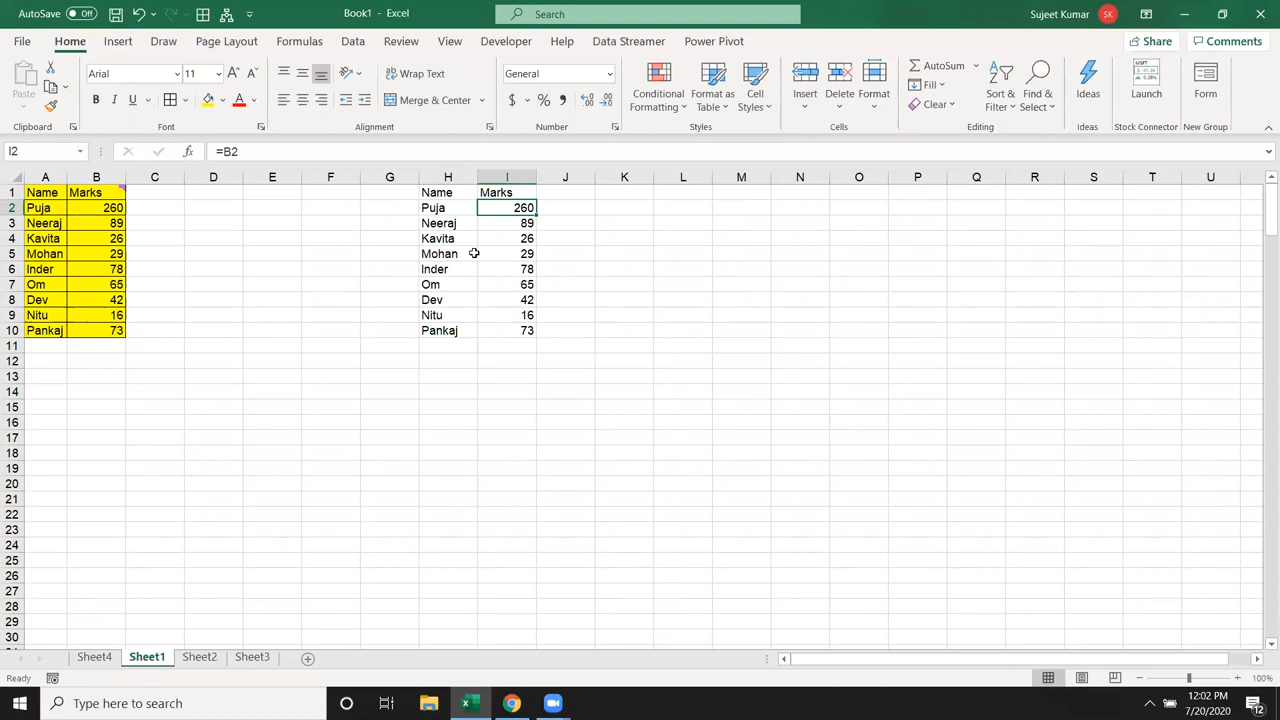 AutoSave Off Book1 - Excel Search Sujeet Kumar SK
File Home Insert Draw Page Layout Formulas Data Review View Developer Help Data Streamer Power Pivot Share Comments
Arial 11 Wrap Text General AutoSum
Paste B I U Merge & Center $ % Conditional Formatting Format as Table Cell Styles Insert Delete Format Fill Clear Sort & Filter Find & Select Ideas Launch Form
Clipboard Font Alignment Number Styles Cells Editing Ideas Stock Connector New Group
I2 fx =B2
A B C D E F G H I J K L M N O P Q R S T U
1 Name Marks Name Marks
2 Puja 260 Puja 260
3 Neeraj 89 Neeraj 89
4 Kavita 26 Kavita 26
5 Mohan 29 Mohan 29
6 Inder 78 Inder 78
7 Om 65 Om 65
8 Dev 42 Dev 42
9 Nitu 16 Nitu 16
10 Pankaj 73 Pankaj 73
11
12
13
14
15
16
17
18
19
20
21
22
23
24
25
26
27
28
29
30
Sheet4 Sheet1 Sheet2 Sheet3
Ready 100%
Type here to search 12:02 PM
7/20/2020 12